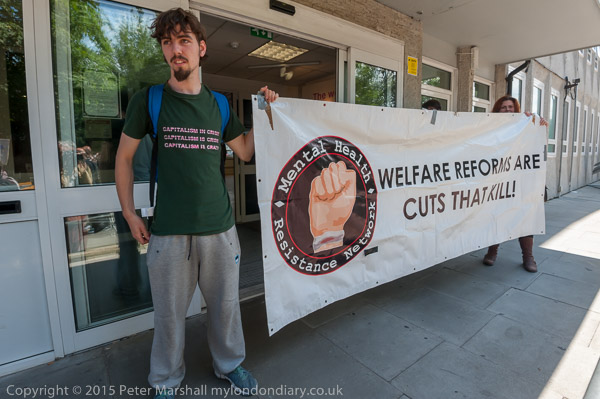 CAPITALISM IN CRISIS
CAPITALISM IS CRISIS
CAPITALISM IS CRAZY
Mental Health
Resistance Network
WELFARE REFORMS ARE
CUTS THAT KILL!
Copyright © 2015 Peter Marshall mylondondiary.co.uk